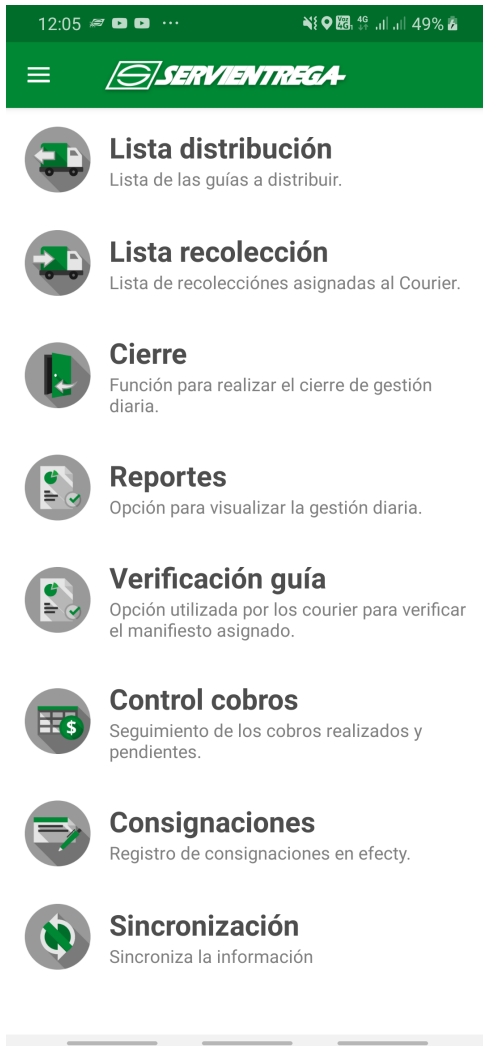 12:05 ··· Vo) 4G 4G 49%
SERVIENTREGA
Lista distribución
Lista de las guías a distribuir.
Lista recolección
Lista de recolecciónes asignadas al Courier.
Cierre
Función para realizar el cierre de gestión
diaria.
Reportes
Opción para visualizar la gestión diaria.
Verificación guía
Opción utilizada por los courier para verificar
el manifiesto asignado.
Control cobros
Seguimiento de los cobros realizados y
pendientes.
$
Consignaciones
Registro de consignaciones en efecty.
Sincronización
Sincroniza la información